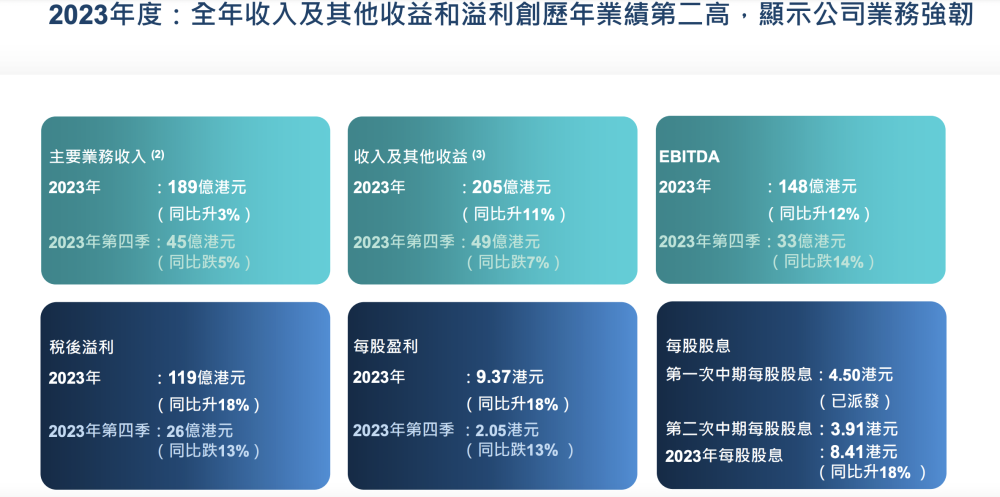 2023年度：全年收入及其他收益和溢利創歷年業績第二高，顯示公司業務強韌
主要業務收入 (2)
2023年 ：189億港元
（同比升3%）
2023年第四季：45億港元
（同比跌5%）
收入及其他收益 (3)
2023年 ：205億港元
（同比升11%）
2023年第四季：49億港元
（同比跌7%）
EBITDA
2023年 ：148億港元
（同比升12%）
2023年第四季：33億港元
（同比跌14%）
稅後溢利
2023年 ：119億港元
（同比升18%）
2023年第四季：26億港元
（同比跌13%）
每股盈利
2023年 ：9.37港元
（同比升18%）
2023年第四季 ：2.05港元
（同比跌13% ）
每股股息
第一次中期每股股息：4.50港元
（已派發）
第二次中期每股股息：3.91港元
2023年每股股息 ：8.41港元
（同比升18% ）